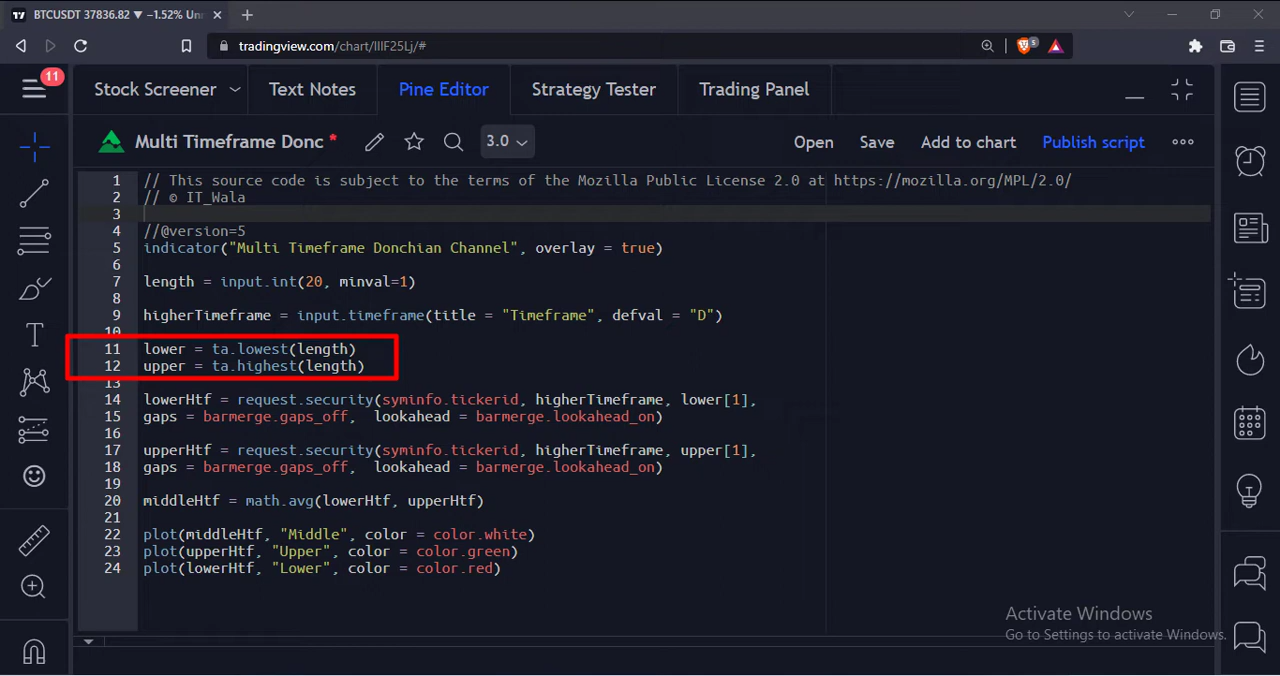 BTCUSDT 37836.82 ▼ −1.52% Un
tradingview.com/chart/IIIF25Lj/#
5
11
Stock Screener
Text Notes
Pine Editor
Strategy Tester
Trading Panel
Multi Timeframe Donc *
3.0
Open
Save
Add to chart
Publish script
1 // This source code is subject to the terms of the Mozilla Public License 2.0 at https://mozilla.org/MPL/2.0/
2 // © IT_Wala
3
4 //@version=5
5 indicator("Multi Timeframe Donchian Channel", overlay = true)
6
7 length = input.int(20, minval=1)
8
9 higherTimeframe = input.timeframe(title = "Timeframe", defval = "D")
10
11 lower = ta.lowest(length)
12 upper = ta.highest(length)
13
14 lowerHtf = request.security(syminfo.tickerid, higherTimeframe, lower[1],
15 gaps = barmerge.gaps_off,  lookahead = barmerge.lookahead_on)
16
17 upperHtf = request.security(syminfo.tickerid, higherTimeframe, upper[1],
18 gaps = barmerge.gaps_off,  lookahead = barmerge.lookahead_on)
19
20 middleHtf = math.avg(lowerHtf, upperHtf)
21
22 plot(middleHtf, "Middle", color = color.white)
23 plot(upperHtf, "Upper", color = color.green)
24 plot(lowerHtf, "Lower", color = color.red)
Activate Windows
Go to Settings to activate Windows.